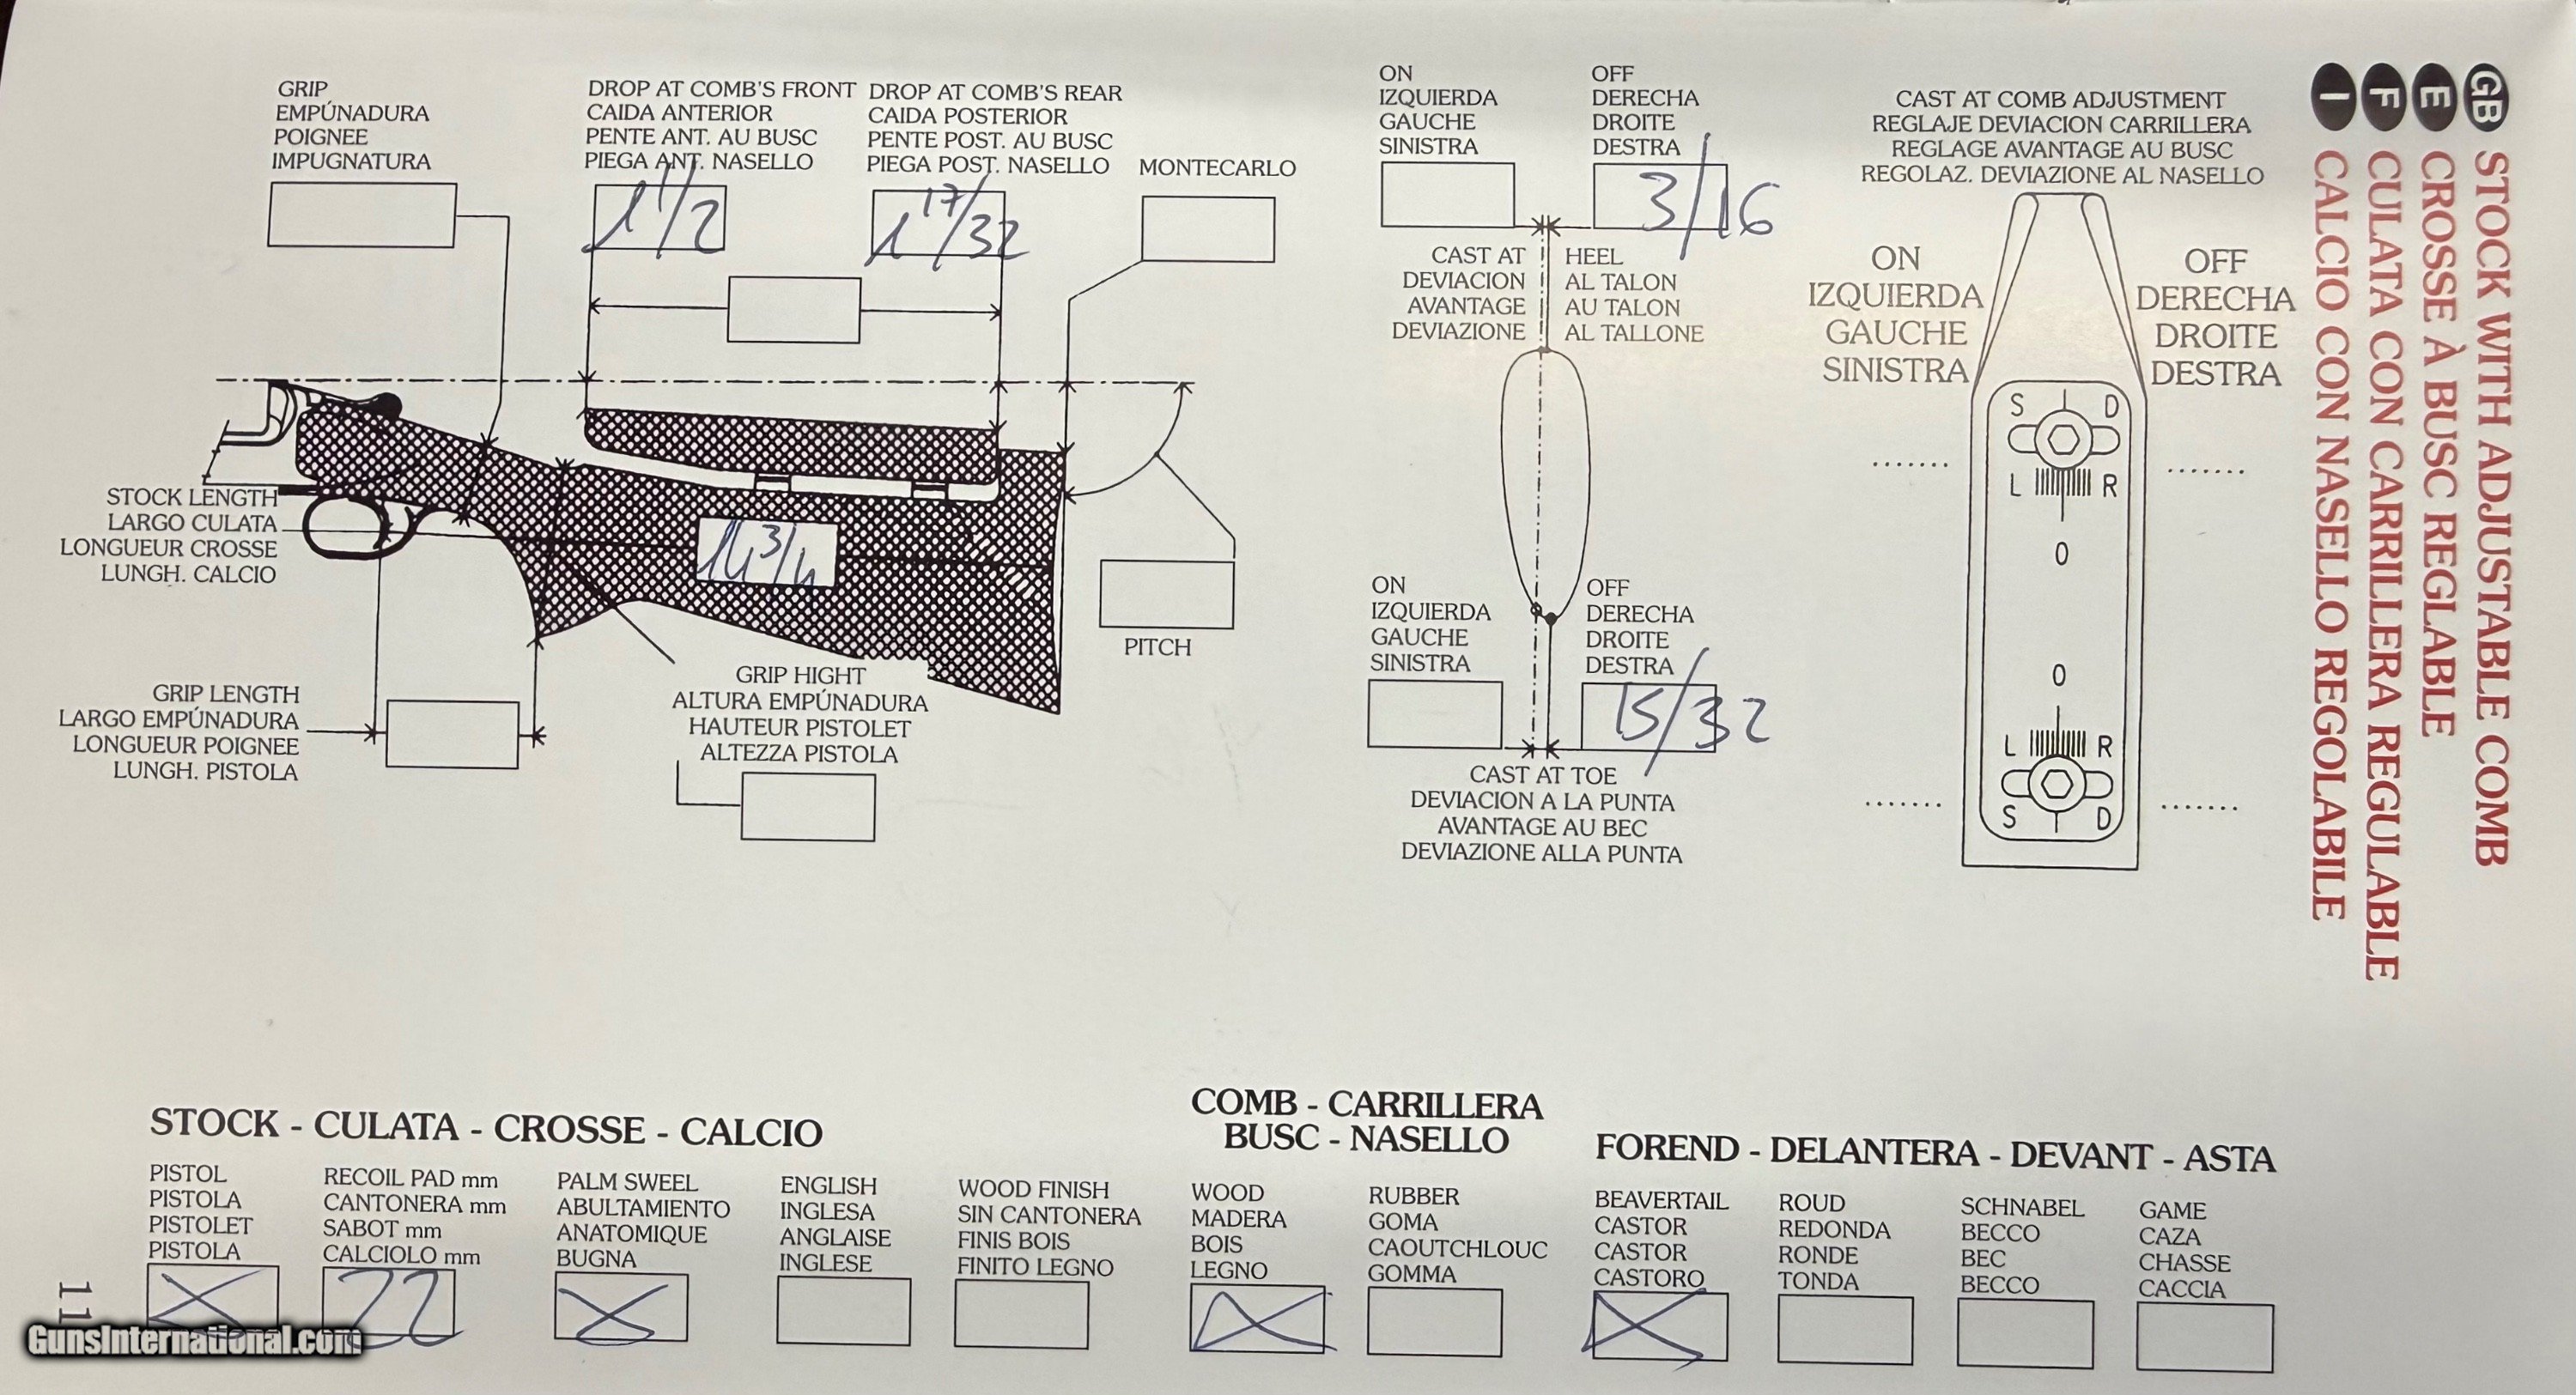 GRIP
EMPÚNADURA
POIGNEE
IMPUGNATURA
DROP AT COMB'S FRONT
CAIDA ANTERIOR
PENTE ANT. AU BUSC
PIEGA ANT. NASELLO
1 1/2
DROP AT COMB'S REAR
CAIDA POSTERIOR
PENTE POST. AU BUSC
PIEGA POST. NASELLO
1 17/32
MONTECARLO
STOCK LENGTH
LARGO CULATA
LONGUEUR CROSSE
LUNGH. CALCIO
14 3/4
PITCH
GRIP LENGTH
LARGO EMPÚNADURA
LONGUEUR POIGNEE
LUNGH. PISTOLA
GRIP HIGHT
ALTURA EMPÚNADURA
HAUTEUR PISTOLET
ALTEZZA PISTOLA
ON
IZQUIERDA
GAUCHE
SINISTRA
OFF
DERECHA
DROITE
DESTRA
3/16
CAST AT HEEL
DEVIACION AL TALON
AVANTAGE AU TALON
DEVIAZIONE AL TALLONE
ON
IZQUIERDA
GAUCHE
SINISTRA
OFF
DERECHA
DROITE
DESTRA
15/32
CAST AT TOE
DEVIACION A LA PUNTA
AVANTAGE AU BEC
DEVIAZIONE ALLA PUNTA
CAST AT COMB ADJUSTMENT
REGLAJE DEVIACION CARRILLERA
REGLAGE AVANTAGE AU BUSC
REGOLAZ. DEVIAZIONE AL NASELLO
ON
IZQUIERDA
GAUCHE
SINISTRA
OFF
DERECHA
DROITE
DESTRA
S D
.......
.......
L R
0
0
L R
.......
.......
S D
GB STOCK WITH ADJUSTABLE COMB
E CROSSE À BUSC REGLABLE
F CULATA CON CARRILLERA REGULABLE
I CALCIO CON NASELLO REGOLABILE
STOCK - CULATA - CROSSE - CALCIO
PISTOL
PISTOLA
PISTOLET
PISTOLA
RECOIL PAD mm
CANTONERA mm
SABOT mm
CALCIOLO mm
22
PALM SWEEL
ABULTAMIENTO
ANATOMIQUE
BUGNA
ENGLISH
INGLESA
ANGLAISE
INGLESE
WOOD FINISH
SIN CANTONERA
FINIS BOIS
FINITO LEGNO
COMB - CARRILLERA
BUSC - NASELLO
WOOD
MADERA
BOIS
LEGNO
RUBBER
GOMA
CAOUTCHLOUC
GOMMA
FOREND - DELANTERA - DEVANT - ASTA
BEAVERTAIL
CASTOR
CASTOR
CASTORO
ROUD
REDONDA
RONDE
TONDA
SCHNABEL
BECCO
BEC
BECCO
GAME
CAZA
CHASSE
CACCIA
11
GunsInternational.com